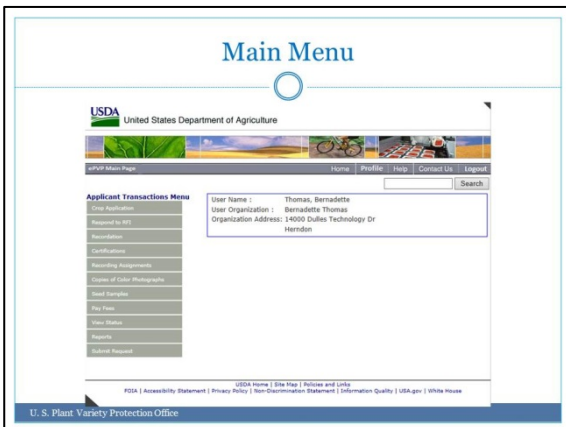 Main Menu
USDA
United States Department of Agriculture
ePVP Main Page
Home Profile Help Contact Us Logout
Search
Applicant Transactions Menu
Crop Application
Respond to RFI
Recordation
Certifications
Recording Assignments
Copies of Color Photographs
Seed Samples
Pay Fees
View Status
Reports
Submit Request
User Name : Thomas, Bernadette
User Organization : Bernadette Thomas
Organization Address: 14000 Dulles Technology Dr
Herndon
USDA Home | Site Map | Policies and Links
FOIA | Accessibility Statement | Privacy Policy | Non-Discrimination Statement | Information Quality | USA.gov | White House
U. S. Plant Variety Protection Office